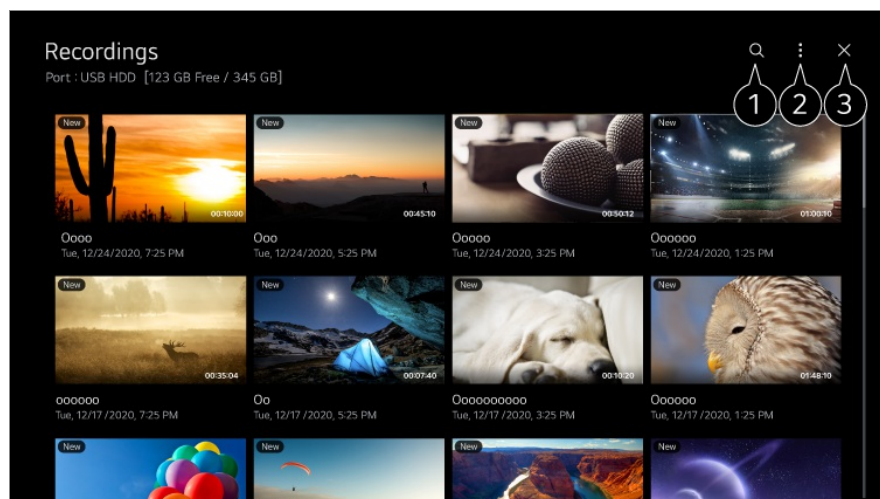 Recordings
Port : USB HDD [123 GB Free / 345 GB]
1 2 3
New New New New
00:10:00 00:45:10 00:50:12 01:00:10
Oooo Ooo Ooooo Oooooo
Tue, 12/24/2020, 7:25 PM Tue, 12/24/2020, 5:25 PM Tue, 12/24/2020, 3:25 PM Tue, 12/24/2020, 1:25 PM
New New New New
00:35:04 00:07:40 00:10:20 01:48:10
oooooo Oo Oooooooooo Oooooo
Tue, 12/17/2020, 7:25 PM Tue, 12/17/2020, 5:25 PM Tue, 12/17/2020, 3:25 PM Tue, 12/17/2020, 1:25 PM
New New New New